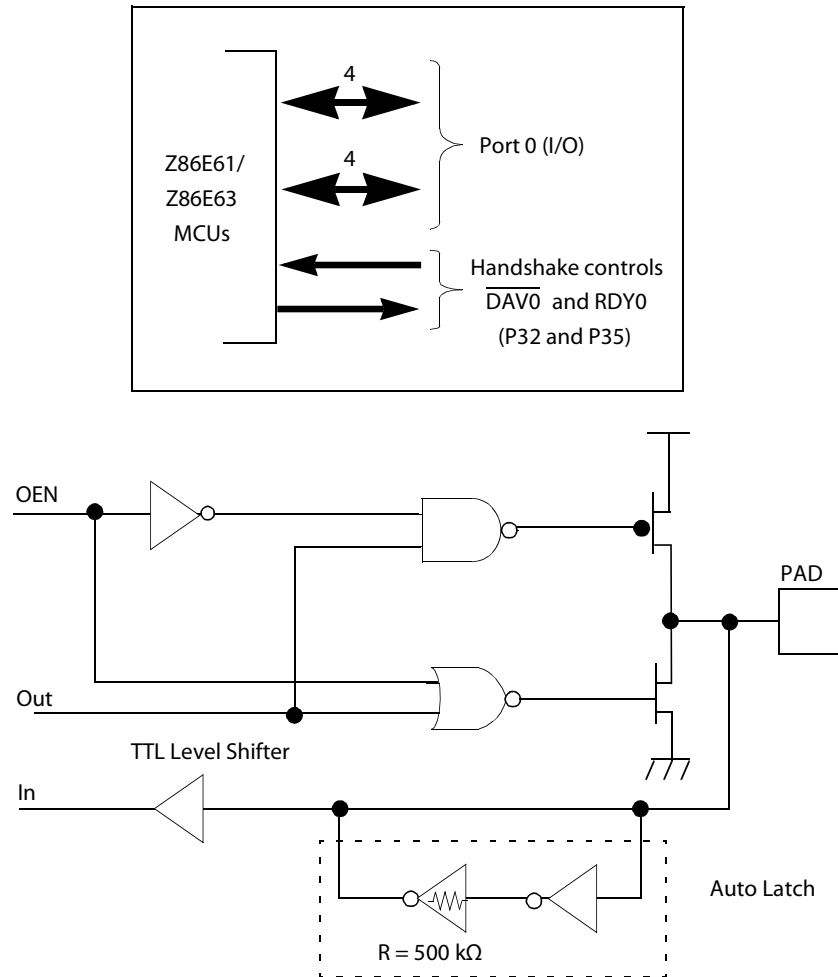 4
4
Z86E61/
Z86E63
MCUs
Port 0 (I/O)
Handshake controls
DAV0 and RDY0
(P32 and P35)
OEN
PAD
Out
TTL Level Shifter
In
Auto Latch
R = 500 kΩ